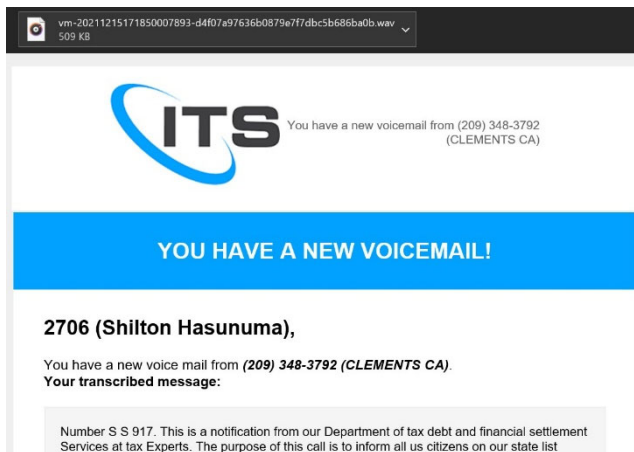 vm-20211215171850007893-d4f07a97636b0879e7f7dbc5b686ba0b.wav
509 KB
ITS
You have a new voicemail from (209) 348-3792
(CLEMENTS CA)
YOU HAVE A NEW VOICEMAIL!
2706 (Shilton Hasunuma),
You have a new voice mail from (209) 348-3792 (CLEMENTS CA).
Your transcribed message:
Number S S 917. This is a notification from our Department of tax debt and financial settlement
Services at tax Experts. The purpose of this call is to inform all us citizens on our state list